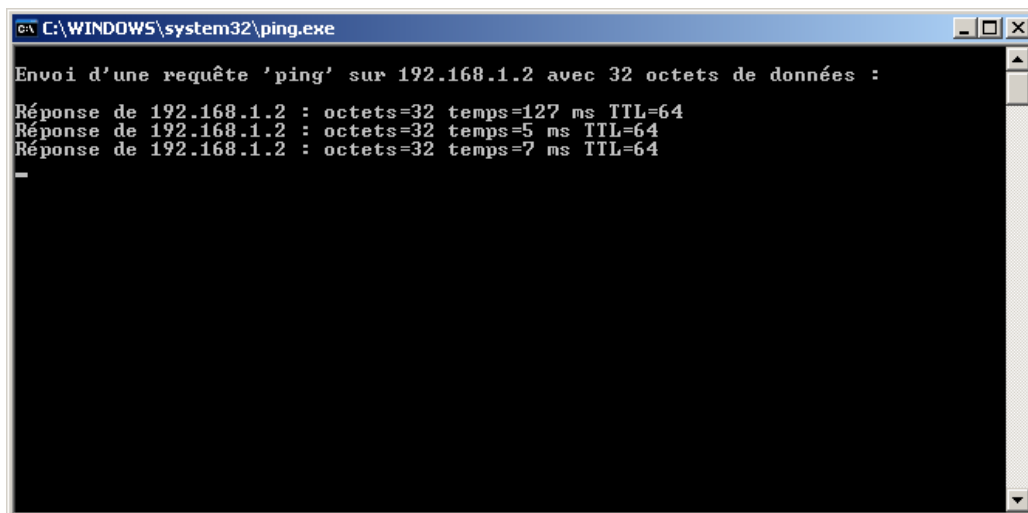 C:\WINDOWS\system32\ping.exe
Envoi d'une requête 'ping' sur 192.168.1.2 avec 32 octets de données :
Réponse de 192.168.1.2 : octets=32 temps=127 ms TTL=64
Réponse de 192.168.1.2 : octets=32 temps=5 ms TTL=64
Réponse de 192.168.1.2 : octets=32 temps=7 ms TTL=64